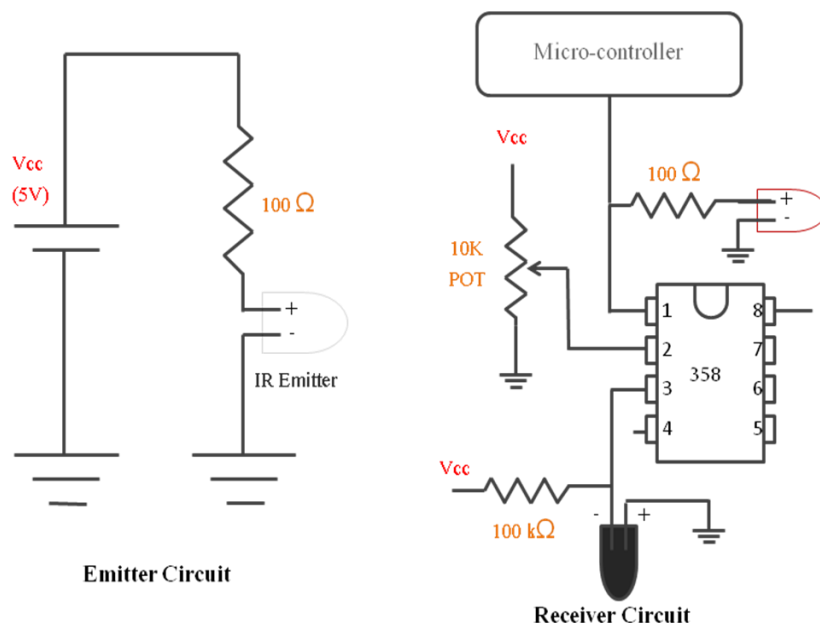 Vcc
(5V)
100 Ω
+
-
IR Emitter
Emitter Circuit
Micro-controller
Vcc
100 Ω
+
-
10K
POT
1
2
3
4
8
7
6
5
358
Vcc
100 kΩ
-
+
Receiver Circuit